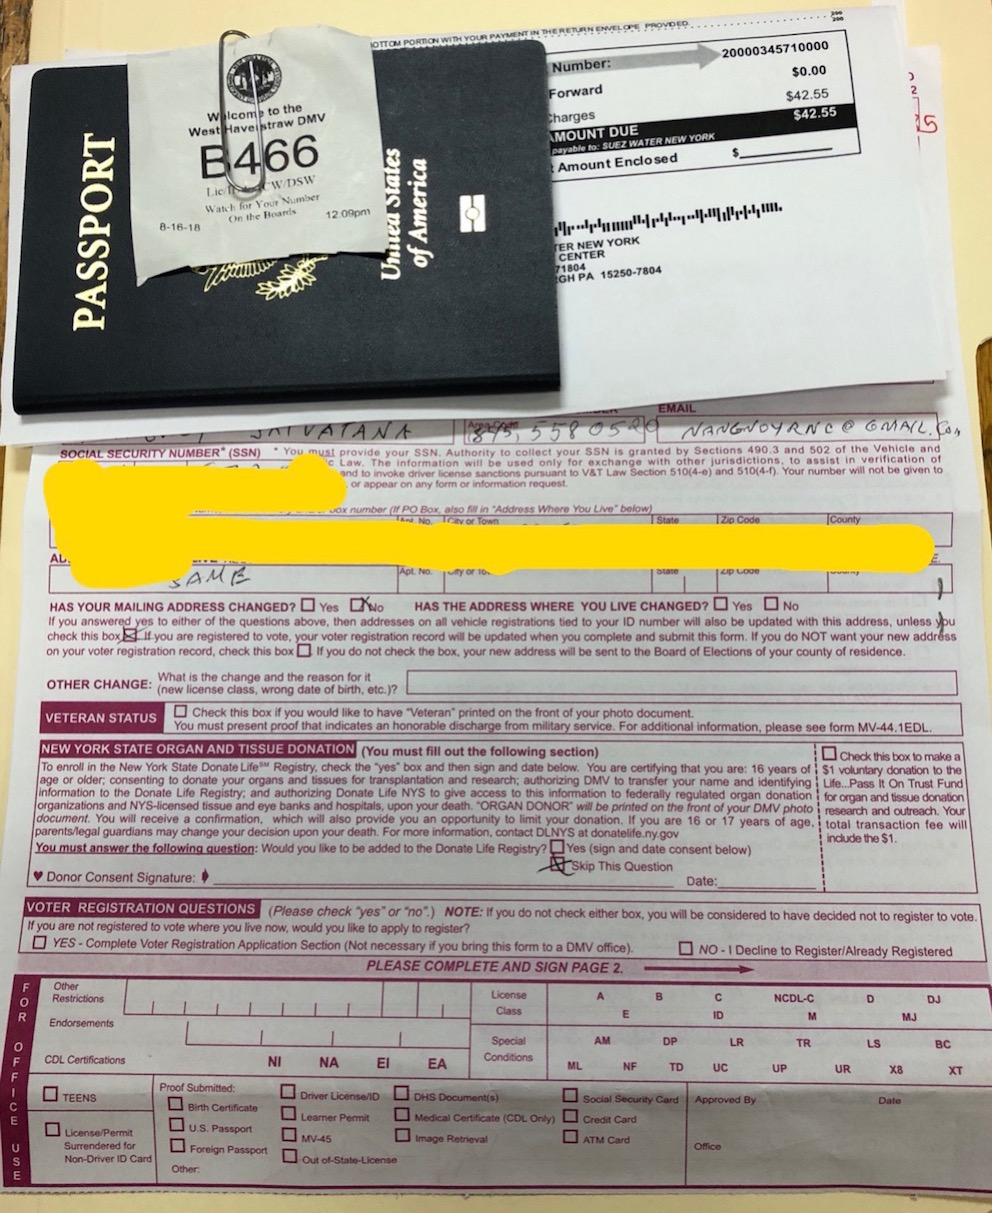 BOTTOM PORTION WITH YOUR PAYMENT IN THE RETURN ENVELOPE PROVIDED.
Number: 20000345710000
Forward $0.00
Charges $42.55
AMOUNT DUE $42.55
payable to: SUEZ WATER NEW YORK
Amount Enclosed $
TER NEW YORK
CENTER
71804
GH PA 15250-7804
PASSPORT
United States
of America
Welcome to the
West Haverstraw DMV
B466
CW/DSW
Watch for Your Number
On the Boards
8-16-18 12:09pm
EMAIL
NANGNOYRNC@GMAIL.COM
SOCIAL SECURITY NUMBER* (SSN) * You must provide your SSN. Authority to collect your SSN is granted by Sections 490.3 and 502 of the Vehicle and
Law. The information will be used only for exchange with other jurisdictions, to assist in verification of
and to invoke driver license sanctions pursuant to V&T Law Section 510(4-e) and 510(4-f). Your number will not be given to
or appear on any form or information request.
box number (If PO Box, also fill in "Address Where You Live" below)
Apt. No. City or Town State Zip Code County
SAME Apt. No. City or State Zip Code
HAS YOUR MAILING ADDRESS CHANGED? Yes No HAS THE ADDRESS WHERE YOU LIVE CHANGED? Yes No
If you answered yes to either of the questions above, then addresses on all vehicle registrations tied to your ID number will also be updated with this address, unless you
check this box If you are registered to vote, your voter registration record will be updated when you complete and submit this form. If you do NOT want your new address
on your voter registration record, check this box . If you do not check the box, your new address will be sent to the Board of Elections of your county of residence.
OTHER CHANGE: What is the change and the reason for it
(new license class, wrong date of birth, etc.)?
VETERAN STATUS Check this box if you would like to have "Veteran" printed on the front of your photo document.
You must present proof that indicates an honorable discharge from military service. For additional information, please see form MV-44.1EDL.
NEW YORK STATE ORGAN AND TISSUE DONATION (You must fill out the following section)
To enroll in the New York State Donate Life℠ Registry, check the "yes" box and then sign and date below. You are certifying that you are: 16 years of
age or older; consenting to donate your organs and tissues for transplantation and research; authorizing DMV to transfer your name and identifying
information to the Donate Life Registry; and authorizing Donate Life NYS to give access to this information to federally regulated organ donation
organizations and NYS-licensed tissue and eye banks and hospitals, upon your death. "ORGAN DONOR" will be printed on the front of your DMV photo
document. You will receive a confirmation, which will also provide you an opportunity to limit your donation. If you are 16 or 17 years of age,
parents/legal guardians may change your decision upon your death. For more information, contact DLNYS at donatelife.ny.gov
You must answer the following question: Would you like to be added to the Donate Life Registry? Yes (sign and date consent below)
Skip This Question
Donor Consent Signature: Date:
Check this box to make a
$1 voluntary donation to the
Life...Pass It On Trust Fund
for organ and tissue donation
research and outreach. Your
total transaction fee will
include the $1.
VOTER REGISTRATION QUESTIONS (Please check "yes" or "no".) NOTE: If you do not check either box, you will be considered to have decided not to register to vote.
If you are not registered to vote where you live now, would you like to apply to register?
YES - Complete Voter Registration Application Section (Not necessary if you bring this form to a DMV office). NO - I Decline to Register/Already Registered
PLEASE COMPLETE AND SIGN PAGE 2.
FOR OFFICE USE
Other
Restrictions
Endorsements
CDL Certifications NI NA EI EA
License
Class
A B C NCDL-C D DJ
E ID M MJ
Special
Conditions
AM DP LR TR LS BC
ML NF TD UC UP UR X8 XT
TEENS
License/Permit
Surrendered for
Non-Driver ID Card
Proof Submitted:
Birth Certificate
U.S. Passport
Foreign Passport
Other:
Driver License/ID
Learner Permit
MV-45
Out of-State-License
DHS Document(s)
Medical Certificate (CDL Only)
Image Retrieval
Social Security Card
Credit Card
ATM Card
Approved By Date
Office